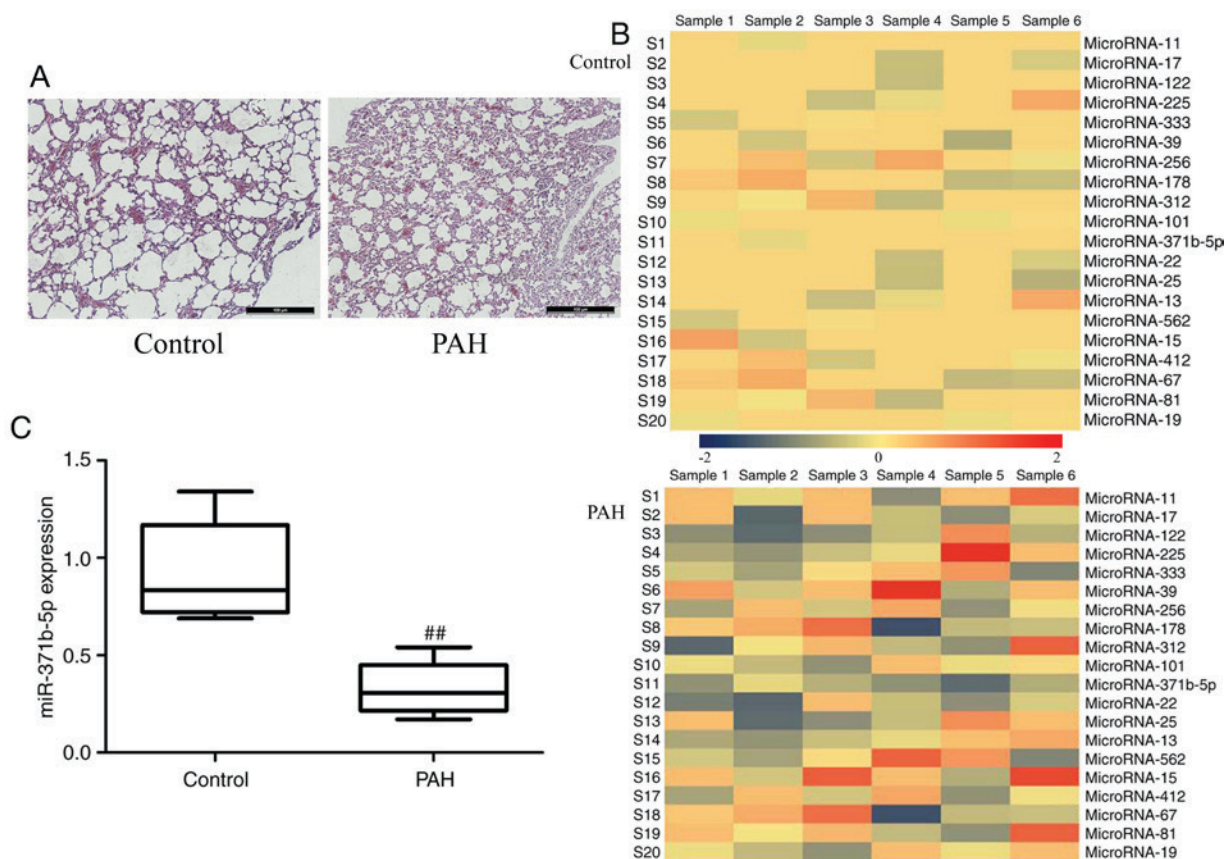 A
Control
PAH
B
Control
Sample 1 Sample 2 Sample 3 Sample 4 Sample 5 Sample 6
S1 MicroRNA-11
S2 MicroRNA-17
S3 MicroRNA-122
S4 MicroRNA-225
S5 MicroRNA-333
S6 MicroRNA-39
S7 MicroRNA-256
S8 MicroRNA-178
S9 MicroRNA-312
S10 MicroRNA-101
S11 MicroRNA-371b-5p
S12 MicroRNA-22
S13 MicroRNA-25
S14 MicroRNA-13
S15 MicroRNA-562
S16 MicroRNA-15
S17 MicroRNA-412
S18 MicroRNA-67
S19 MicroRNA-81
S20 MicroRNA-19
-2 0 2
PAH
Sample 1 Sample 2 Sample 3 Sample 4 Sample 5 Sample 6
S1 MicroRNA-11
S2 MicroRNA-17
S3 MicroRNA-122
S4 MicroRNA-225
S5 MicroRNA-333
S6 MicroRNA-39
S7 MicroRNA-256
S8 MicroRNA-178
S9 MicroRNA-312
S10 MicroRNA-101
S11 MicroRNA-371b-5p
S12 MicroRNA-22
S13 MicroRNA-25
S14 MicroRNA-13
S15 MicroRNA-562
S16 MicroRNA-15
S17 MicroRNA-412
S18 MicroRNA-67
S19 MicroRNA-81
S20 MicroRNA-19
C
miR-371b-5p expression
1.5
1.0
0.5
0.0
##
Control
PAH